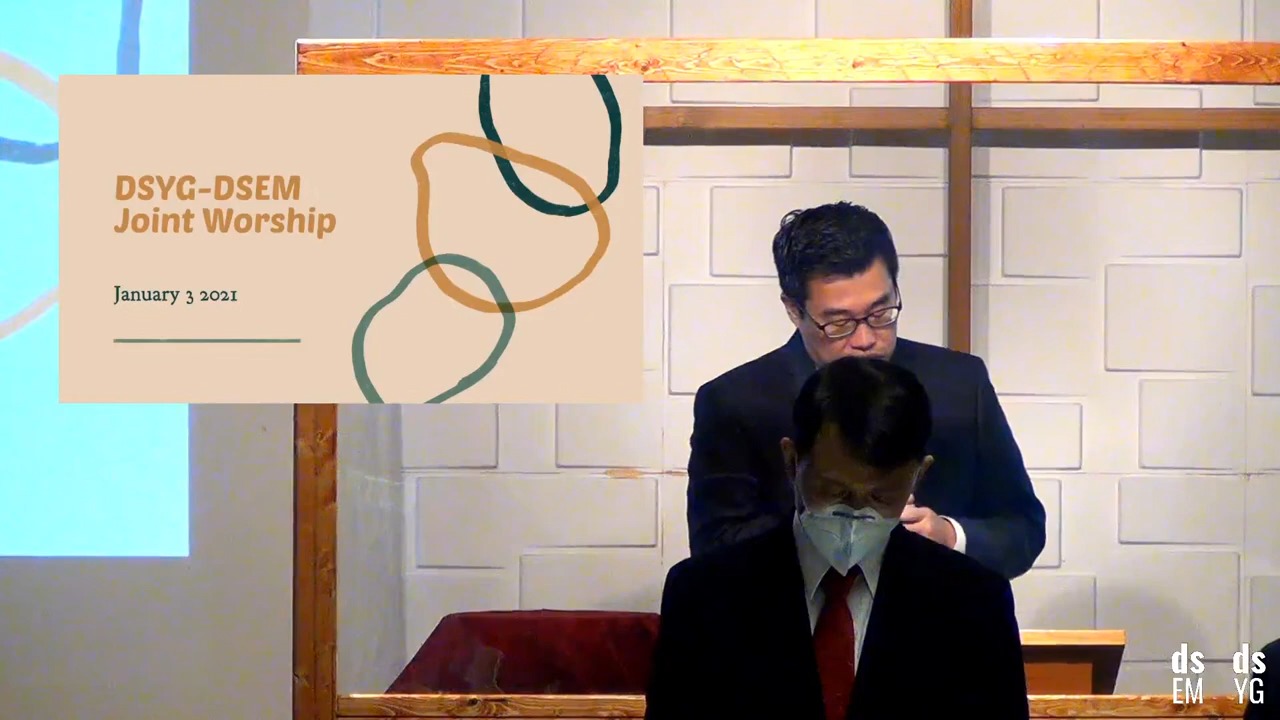 DSYG-DSEM
Joint Worship
January 3 2021
ds ds
EM YG